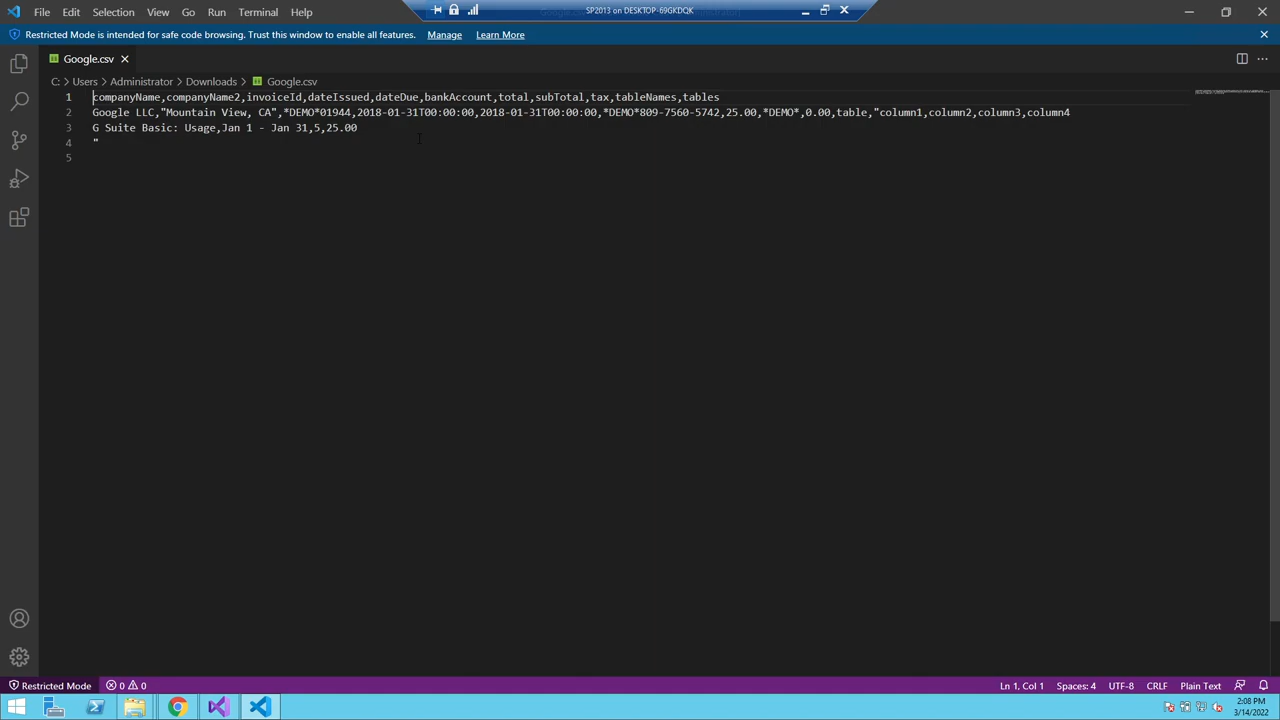 File Edit Selection View Go Run Terminal Help
SP2013 on DESKTOP-69GKDQK
Restricted Mode is intended for safe code browsing. Trust this window to enable all features. Manage Learn More
Google.csv
C: > Users > Administrator > Downloads > Google.csv
1 companyName,companyName2,invoiceId,dateIssued,dateDue,bankAccount,total,subTotal,tax,tableNames,tables
2 Google LLC,"Mountain View, CA",*DEMO*01944,2018-01-31T00:00:00,2018-01-31T00:00:00,*DEMO*809-7560-5742,25.00,*DEMO*,0.00,table,"column1,column2,column3,column4
3 G Suite Basic: Usage,Jan 1 - Jan 31,5,25.00
4 "
5
Restricted Mode 0 0 Ln 1, Col 1 Spaces: 4 UTF-8 CRLF Plain Text
2:08 PM
3/14/2022